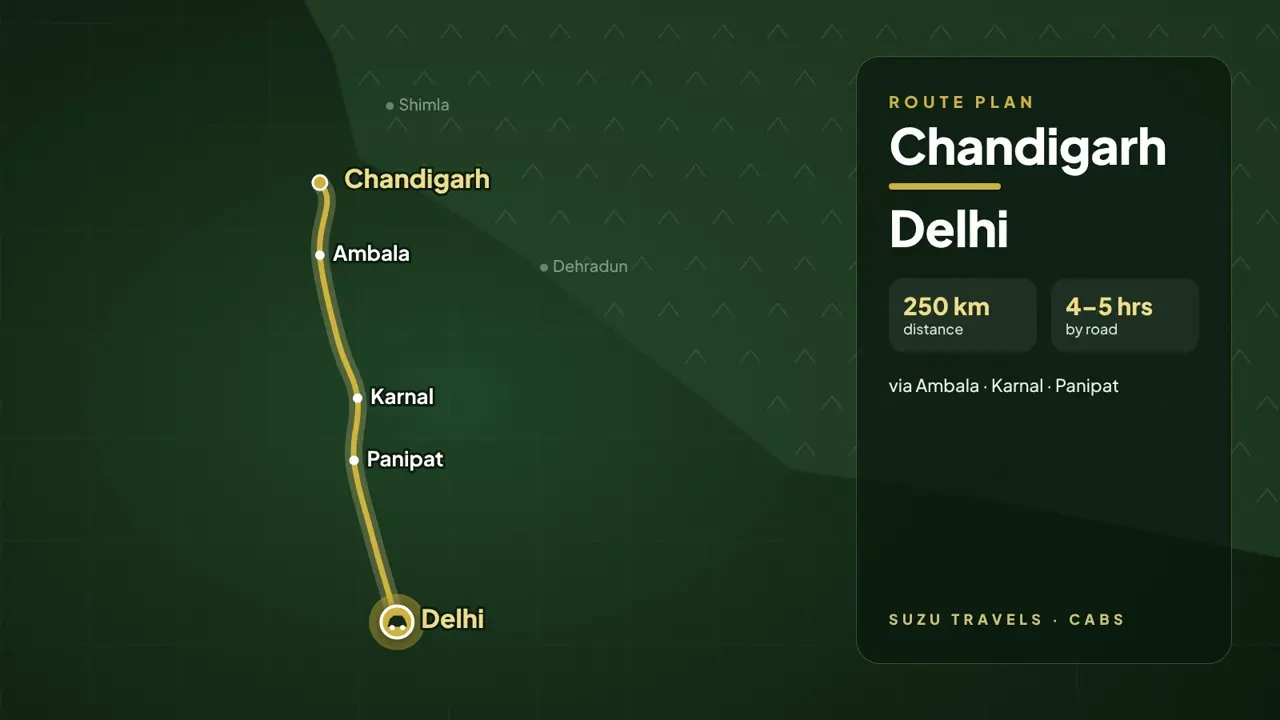 Shimla
Chandigarh
Ambala
Dehradun
Karnal
Panipat
Delhi
ROUTE PLAN
Chandigarh
Delhi
250 km
distance
4–5 hrs
by road
via Ambala · Karnal · Panipat
SUZU TRAVELS · CABS